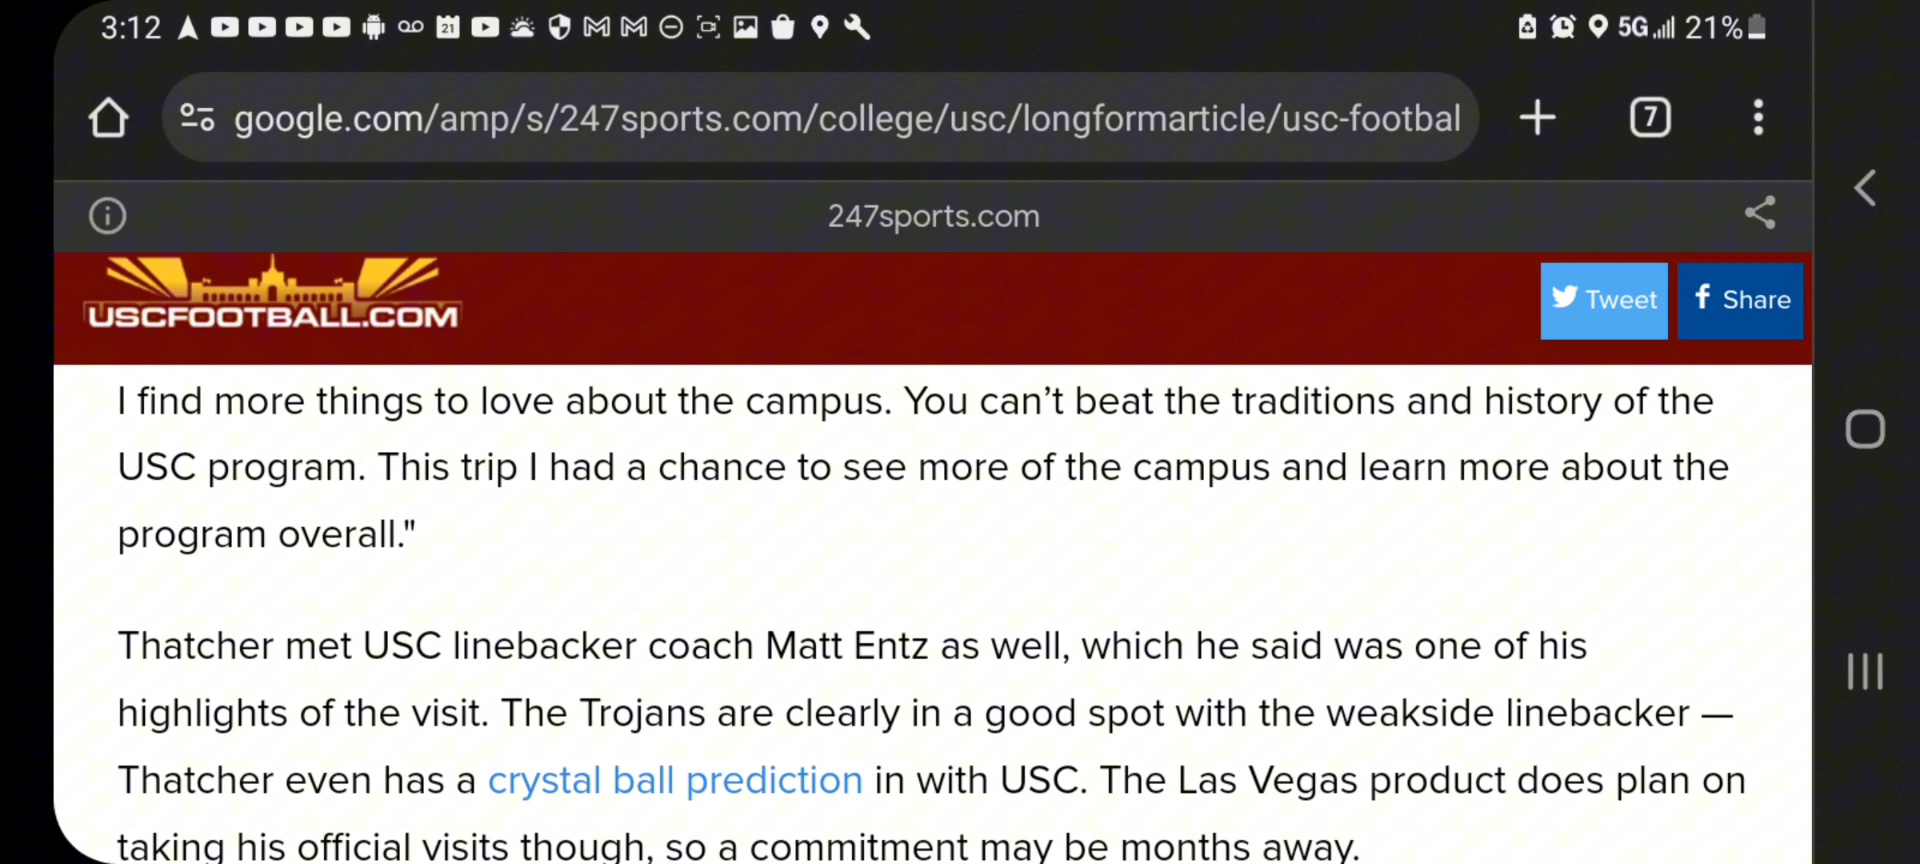 3:12 21 5G 21%
google.com/amp/s/247sports.com/college/usc/longformarticle/usc-footbal 7
247sports.com
USCFOOTBALL.COM Tweet Share
I find more things to love about the campus. You can’t beat the traditions and history of the
USC program. This trip I had a chance to see more of the campus and learn more about the
program overall."
Thatcher met USC linebacker coach Matt Entz as well, which he said was one of his
highlights of the visit. The Trojans are clearly in a good spot with the weakside linebacker —
Thatcher even has a crystal ball prediction in with USC. The Las Vegas product does plan on
taking his official visits though, so a commitment may be months away.